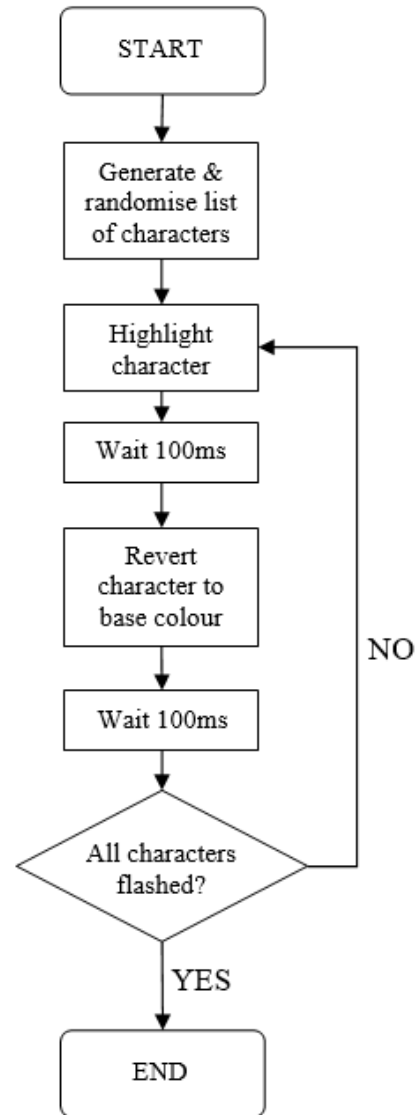 START
Generate &
randomise list
of characters
Highlight
character
Wait 100ms
Revert
character to
base colour
Wait 100ms
All characters
flashed?
NO
YES
END